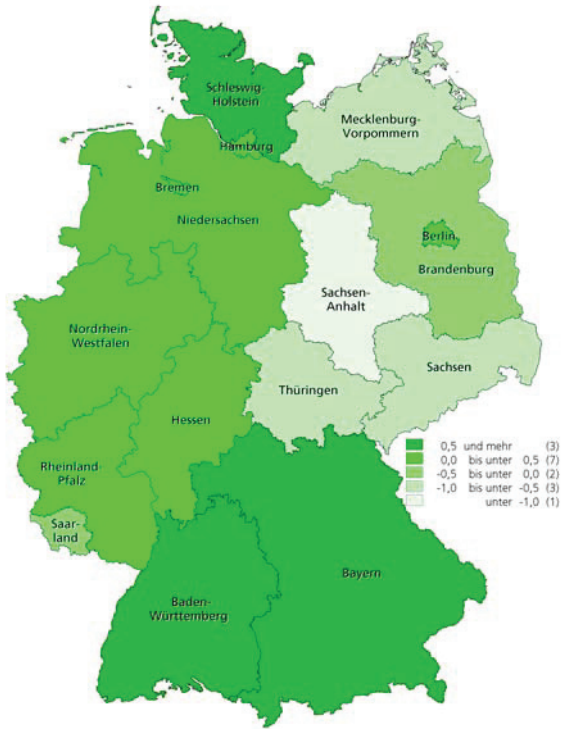 Schleswig-
Holstein
Mecklenburg-
Vorpommern
Hamburg
Bremen
Niedersachsen
Berlin
Brandenburg
Sachsen-
Anhalt
Nordrhein-
Westfalen
Sachsen
Thüringen
Hessen
0,5 und mehr (3)
0,0 bis unter 0,5 (7)
-0,5 bis unter 0,0 (2)
-1,0 bis unter -0,5 (3)
unter -1,0 (1)
Rheinland-
Pfalz
Saar-
land
Bayern
Baden-
Württemberg